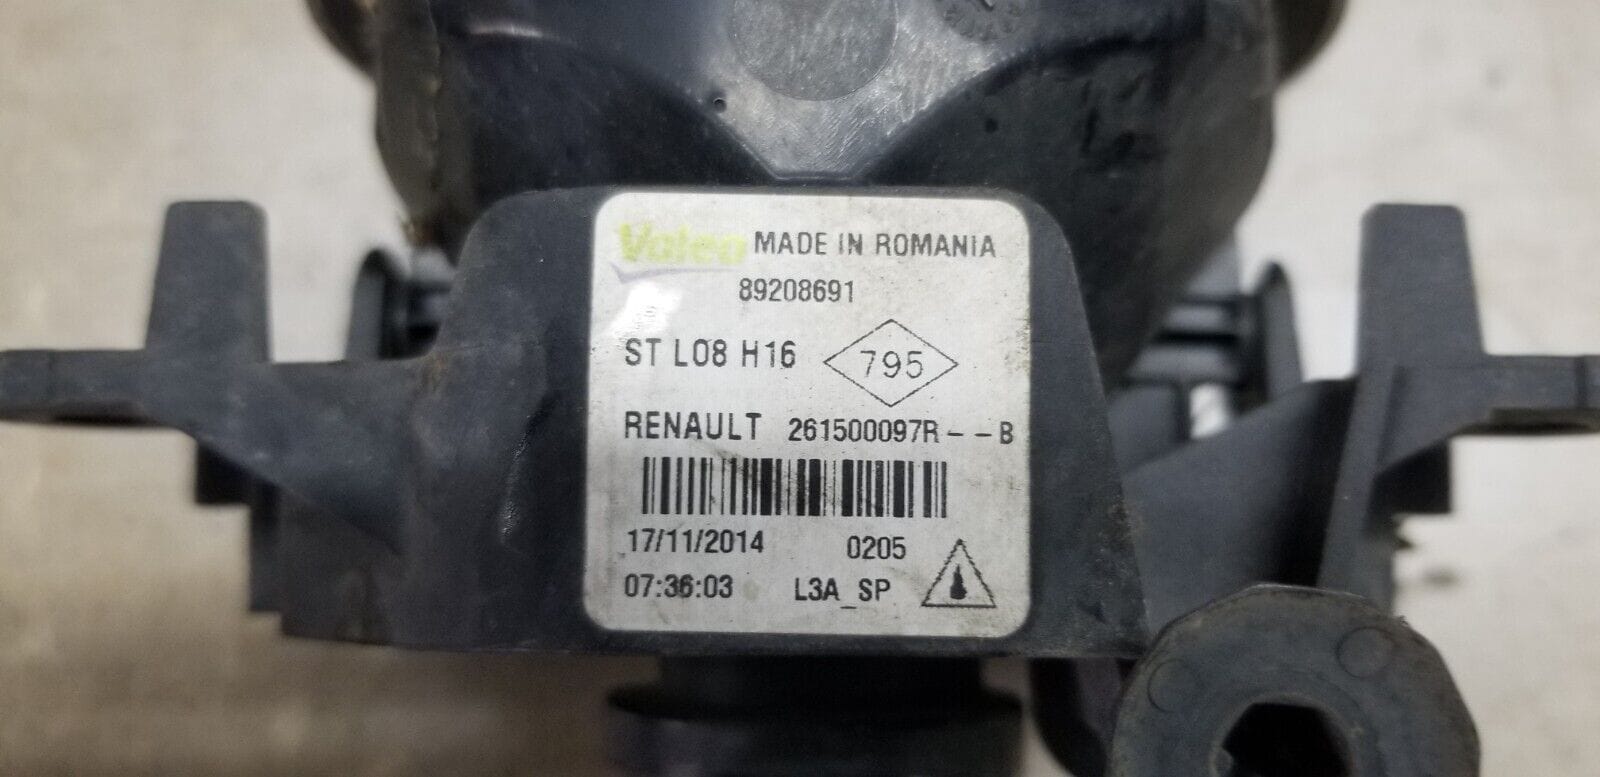 Valeo MADE IN ROMANIA
89208691
ST L08 H16 795
RENAULT 261500097R--B
17/11/2014 0205
07:36:03 L3A_SP